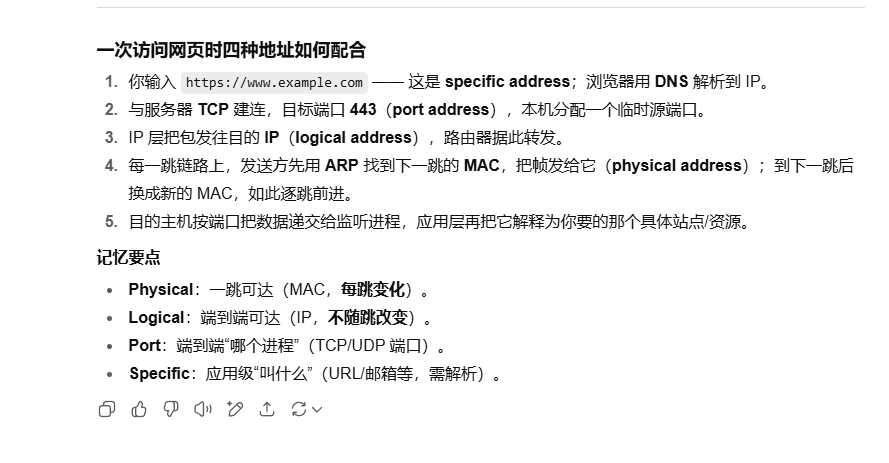 一次访问网页时四种地址如何配合
1. 你输入 https://www.example.com —— 这是 specific address；浏览器用 DNS 解析到 IP。
2. 与服务器 TCP 建连，目标端口 443（port address），本机分配一个临时源端口。
3. IP 层把包发往目的 IP（logical address），路由器据此转发。
4. 每一跳链路上，发送方先用 ARP 找到下一跳的 MAC，把帧发给它（physical address）；到下一跳后
换成新的 MAC，如此逐跳前进。
5. 目的主机按端口把数据递交给监听进程，应用层再把它解释为你要的那个具体站点/资源。
记忆要点
• Physical：一跳可达（MAC，每跳变化）。
• Logical：端到端可达（IP，不随跳改变）。
• Port：端到端“哪个进程”（TCP/UDP 端口）。
• Specific：应用级“叫什么”（URL/邮箱等，需解析）。